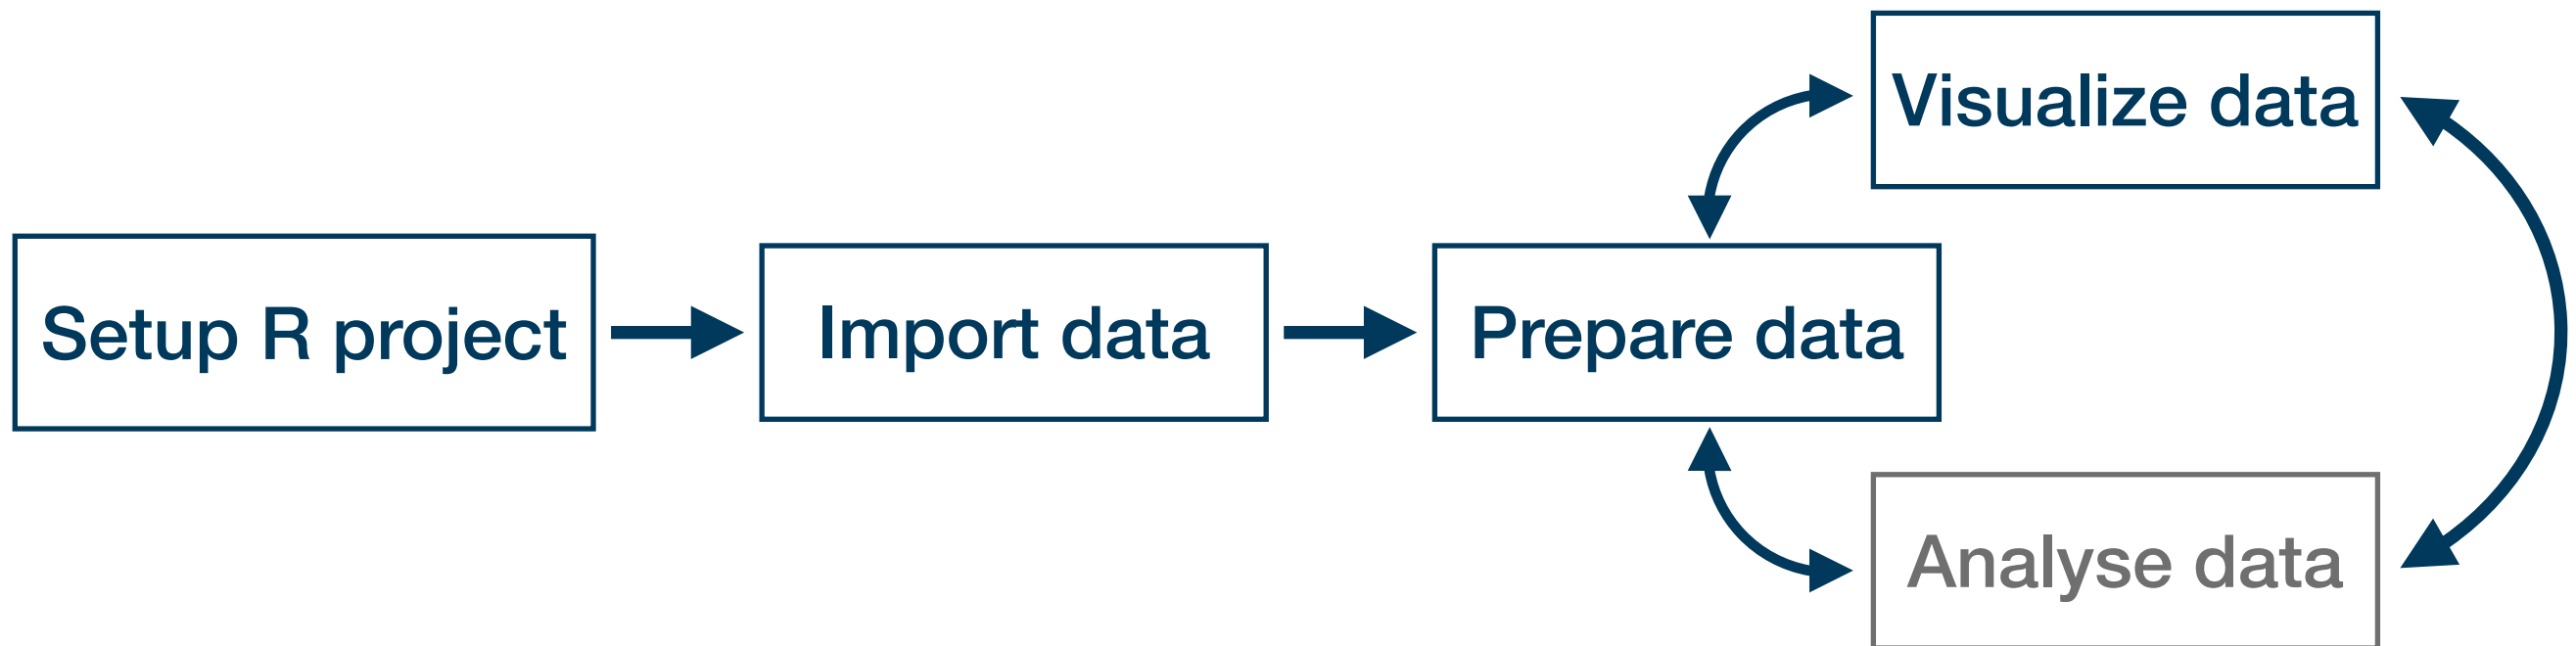 Visualize data
Setup R project
Import data
Prepare data
Analyse data